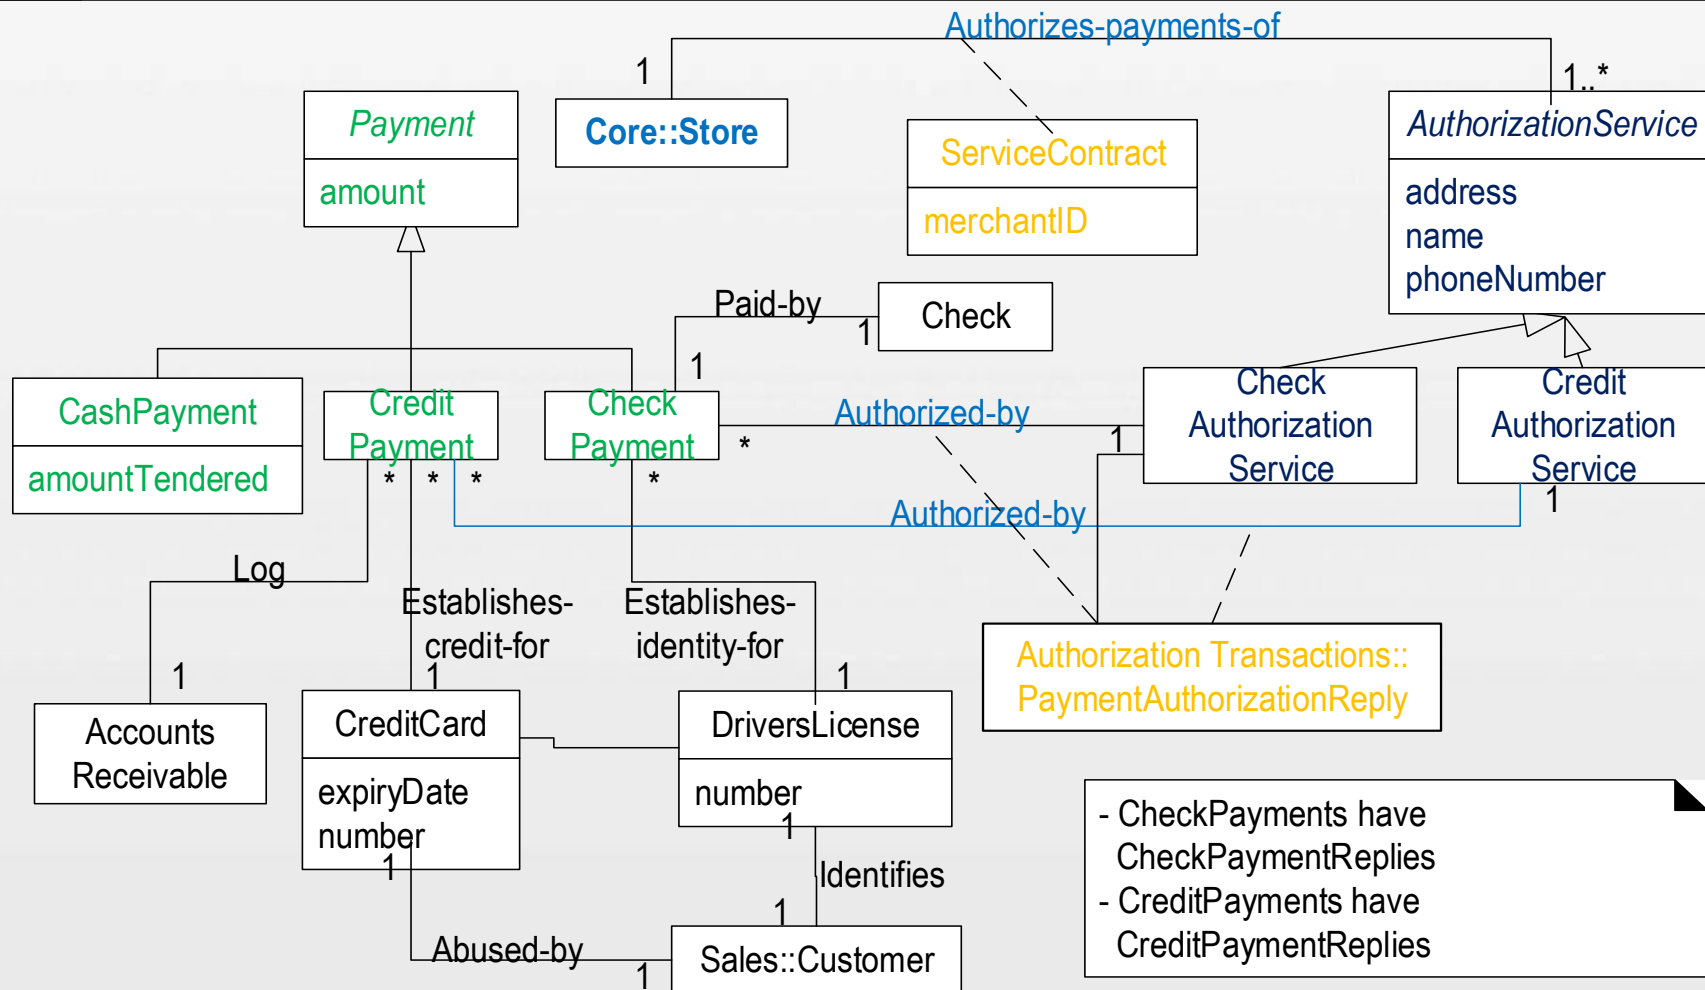 Authorizes-payments-of
1
1..*
Payment
amount
Core::Store
ServiceContract
merchantID
AuthorizationService
address
name
phoneNumber
Paid-by
1
Check
1
CashPayment
amountTendered
Credit
Payment
Check
Payment
Authorized-by
*
1
Check
Authorization
Service
Credit
Authorization
Service
1
*
*
*
*
Authorized-by
Log
Establishes-
credit-for
Establishes-
identity-for
1
1
1
Accounts
Receivable
CreditCard
expiryDate
number
1
DriversLicense
number
1
Authorization Transactions::
PaymentAuthorizationReply
Identifies
1
Abused-by
1
Sales::Customer
- CheckPayments have
CheckPaymentReplies
- CreditPayments have
CreditPaymentReplies